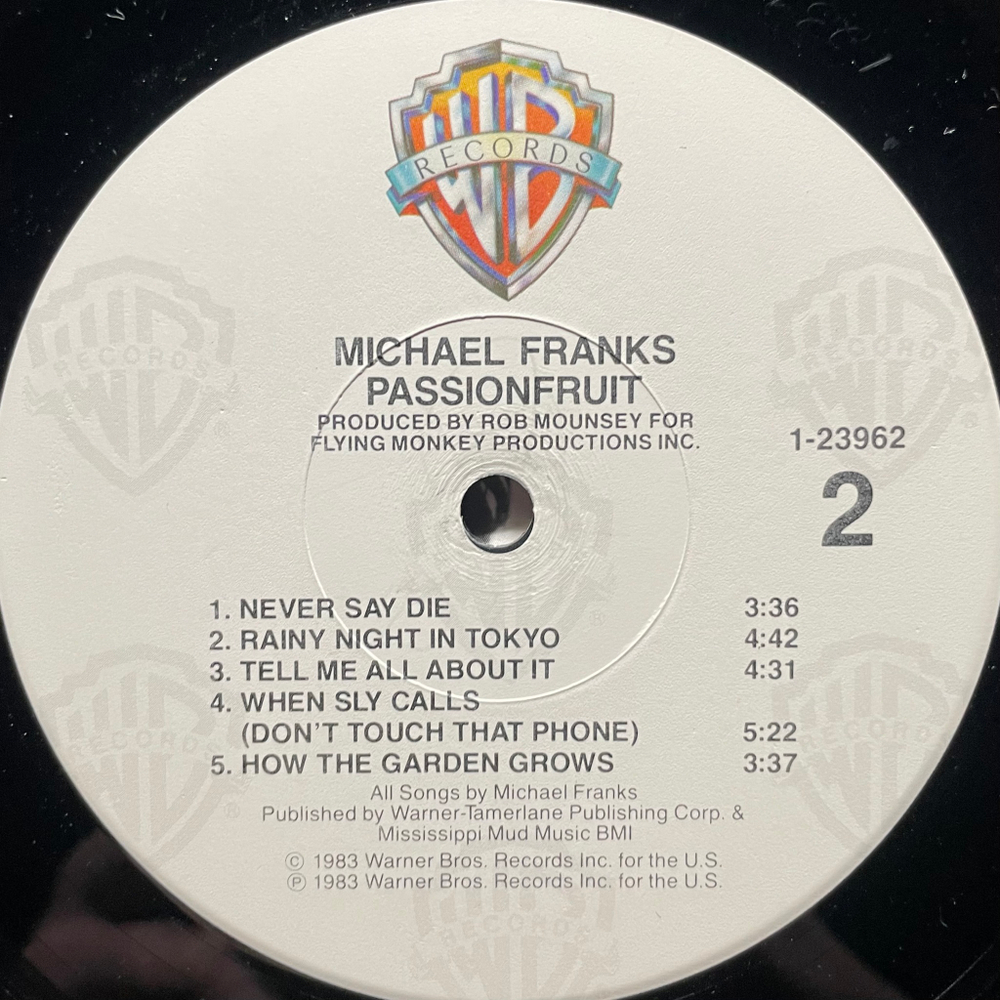 WB
RECORDS
MICHAEL FRANKS
PASSIONFRUIT
PRODUCED BY ROB MOUNSEY FOR
FLYING MONKEY PRODUCTIONS INC.
1-23962
2
1. NEVER SAY DIE 3:36
2. RAINY NIGHT IN TOKYO 4:42
3. TELL ME ALL ABOUT IT 4:31
4. WHEN SLY CALLS
(DON'T TOUCH THAT PHONE) 5:22
5. HOW THE GARDEN GROWS 3:37
All Songs by Michael Franks
Published by Warner-Tamerlane Publishing Corp. &
Mississippi Mud Music BMI
© 1983 Warner Bros. Records Inc. for the U.S.
℗ 1983 Warner Bros. Records Inc. for the U.S.